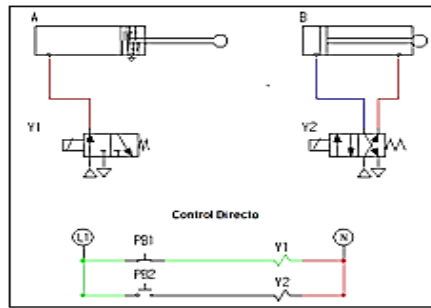 A
B
Y1
Y2
Control Directo
L1
PB1
Y1
N
PB2
Y2